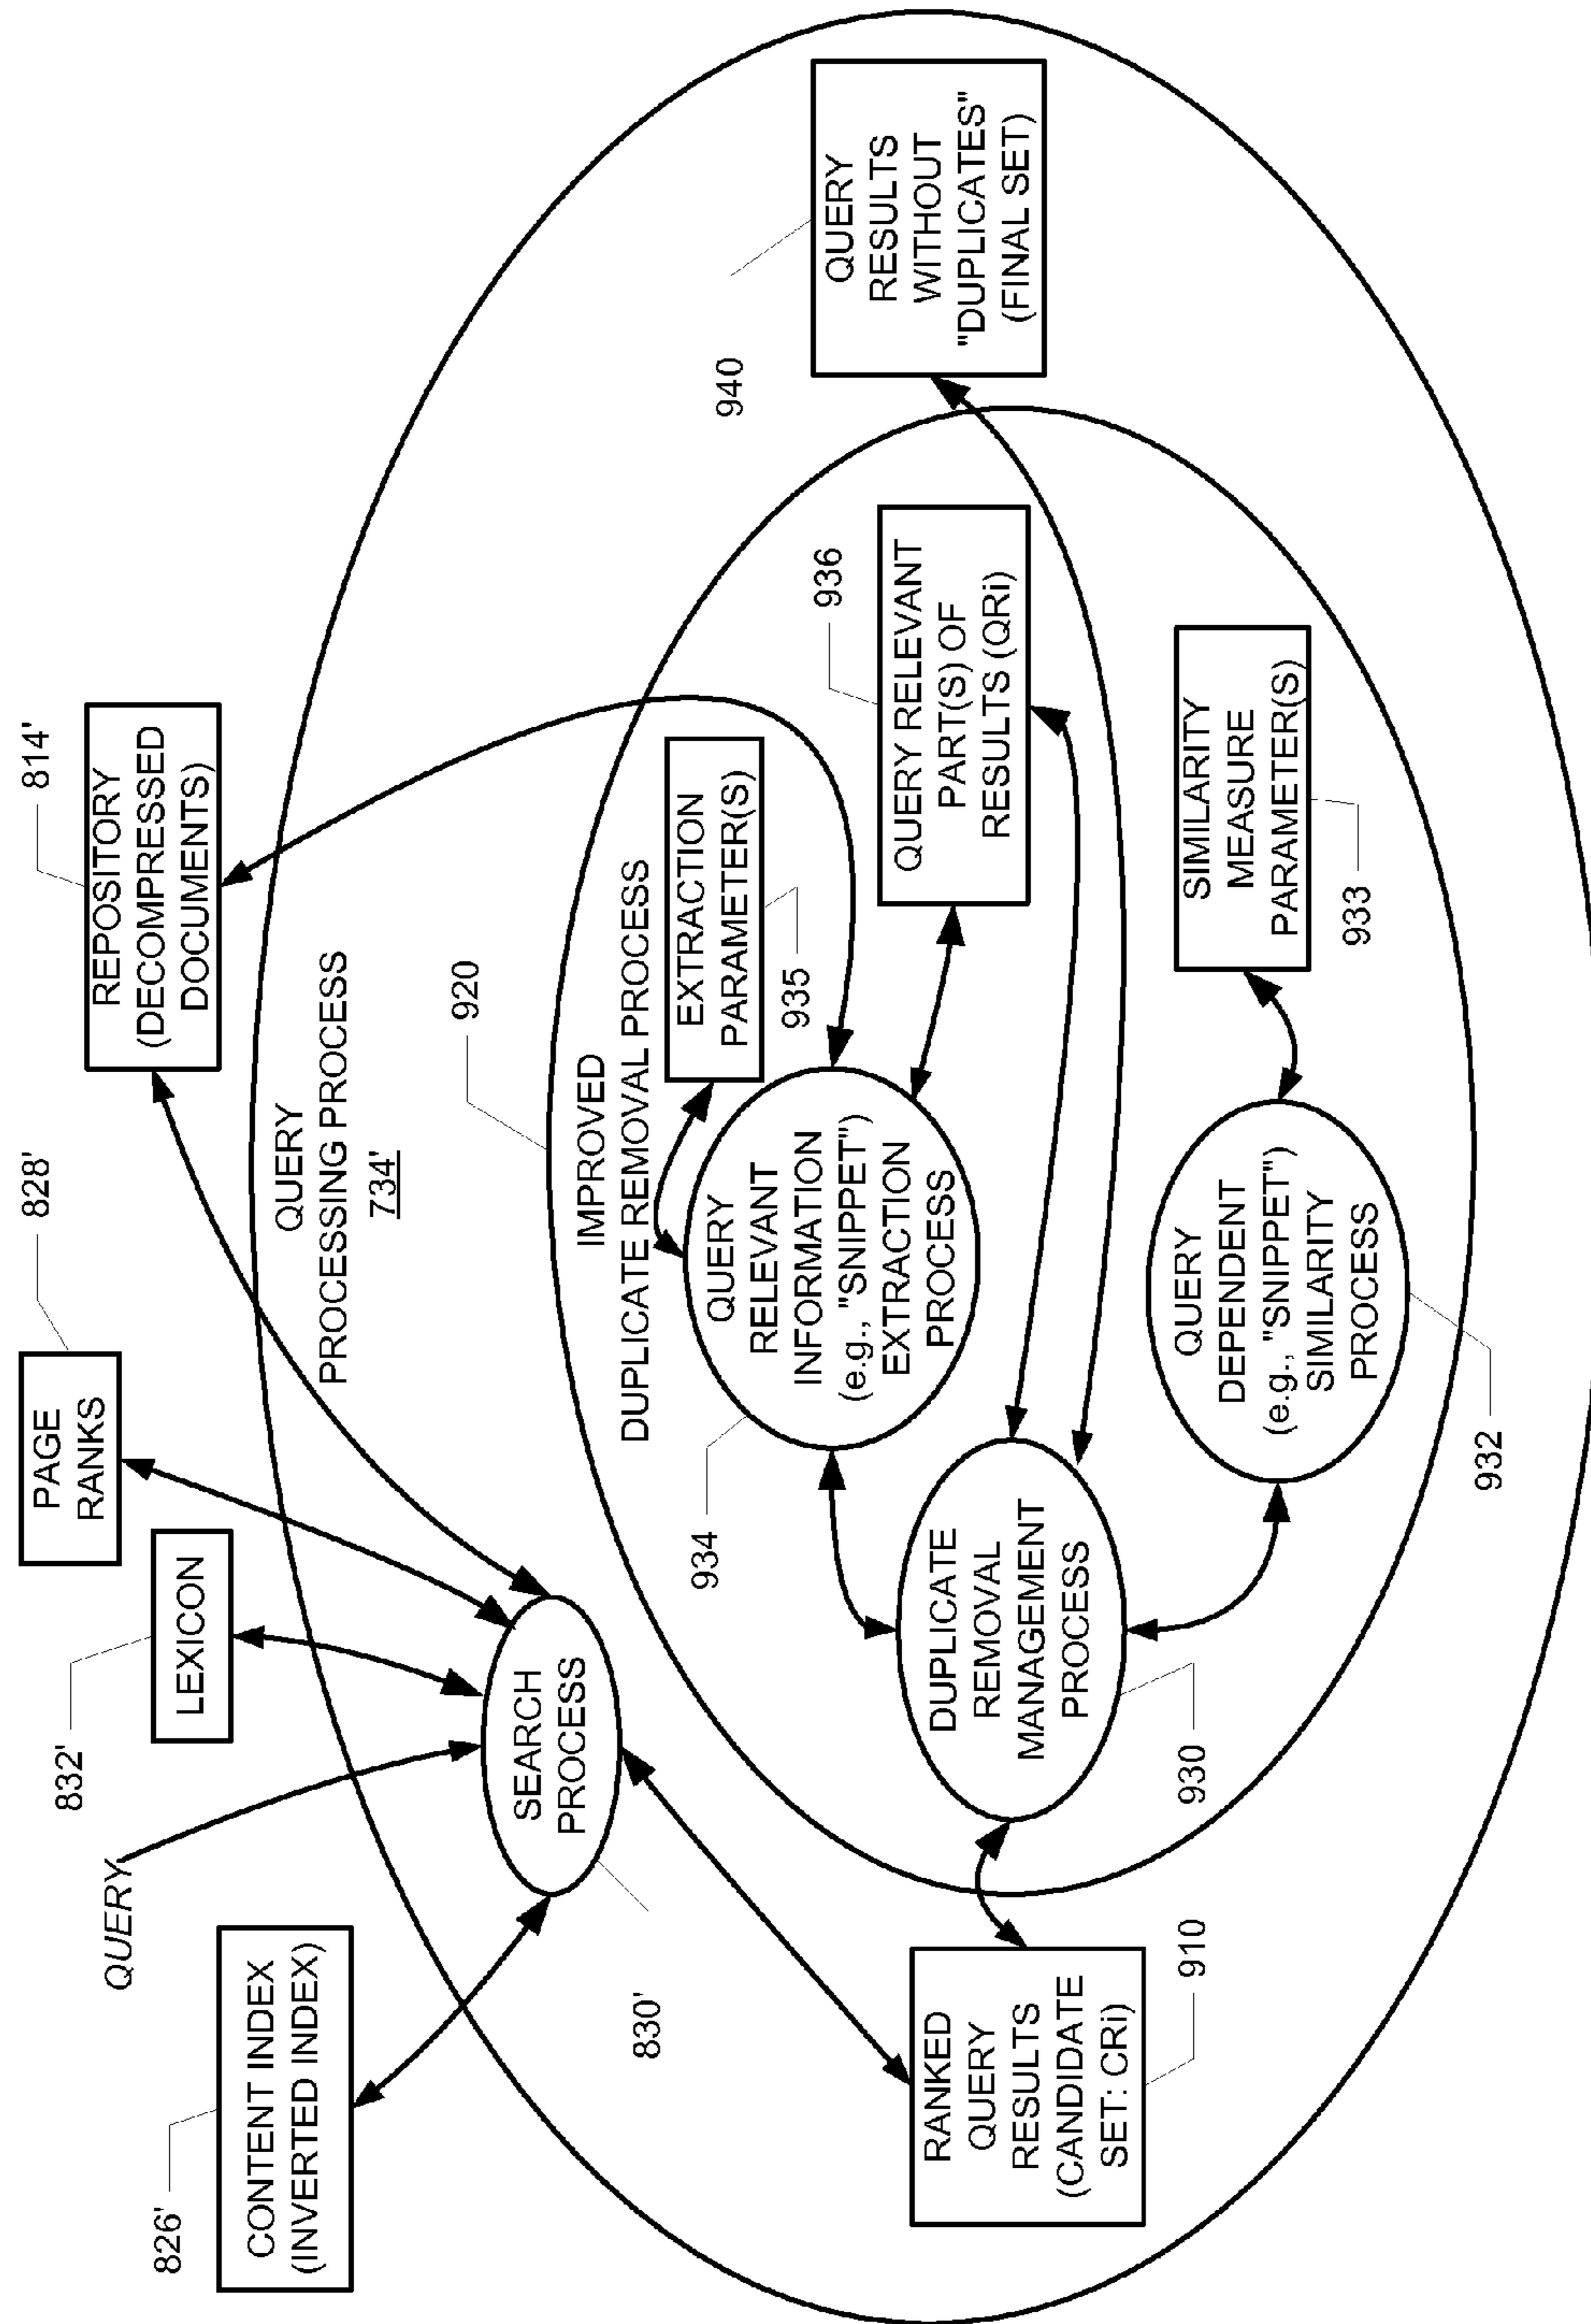 826'
CONTENT INDEX
(INVERTED INDEX)
QUERY
832'
LEXICON
828'
PAGE
RANKS
814'
REPOSITORY
(DECOMPRESSED
DOCUMENTS)
QUERY
PROCESSING PROCESS
734'
830'
SEARCH
PROCESS
910
RANKED
QUERY
RESULTS
(CANDIDATE
SET: CRi)
920
IMPROVED
DUPLICATE REMOVAL PROCESS
934
QUERY
RELEVANT
INFORMATION
(e.g., "SNIPPET")
EXTRACTION
PROCESS
EXTRACTION
PARAMETER(S)
935
936
QUERY RELEVANT
PART(S) OF
RESULTS (QRi)
930
DUPLICATE
REMOVAL
MANAGEMENT
PROCESS
QUERY
DEPENDENT
(e.g., "SNIPPET")
SIMILARITY
PROCESS
932
SIMILARITY
MEASURE
PARAMETER(S)
933
940
QUERY
RESULTS
WITHOUT
"DUPLICATES"
(FINAL SET)